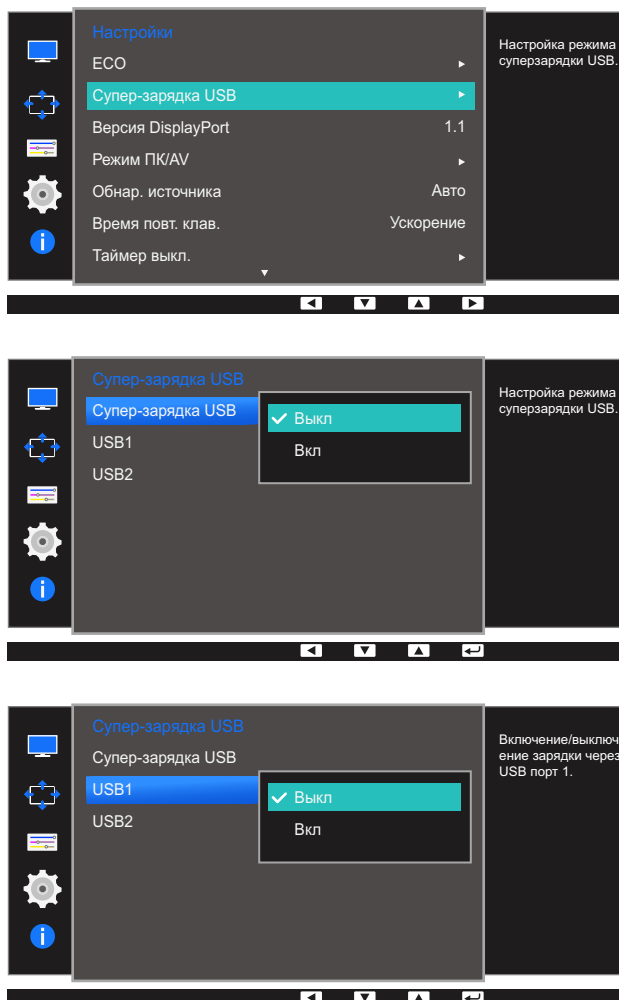 Настройки
ECO
Супер-зарядка USB
Версия DisplayPort 1.1
Режим ПК/AV
Обнар. источника Авто
Время повт. клав. Ускорение
Таймер выкл.
Настройка режима
суперзарядки USB.
Супер-зарядка USB
Супер-зарядка USB
USB1
USB2
Выкл
Вкл
Настройка режима
суперзарядки USB.
Супер-зарядка USB
Супер-зарядка USB
USB1
USB2
Выкл
Вкл
Включение/выключ
ение зарядки через
USB порт 1.